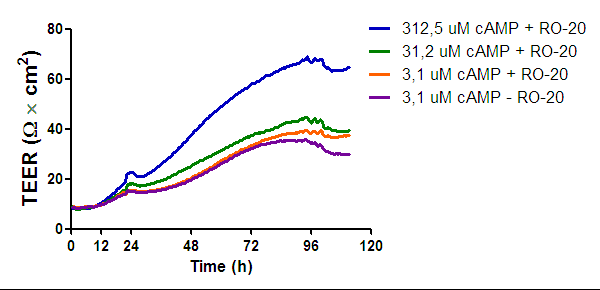 312,5 uM cAMP + RO-20
31,2 uM cAMP + RO-20
3,1 uM cAMP + RO-20
3,1 uM cAMP - RO-20
TEER (Ω × cm²)
80
60
40
20
0
0 12 24 48 72 96 120
Time (h)